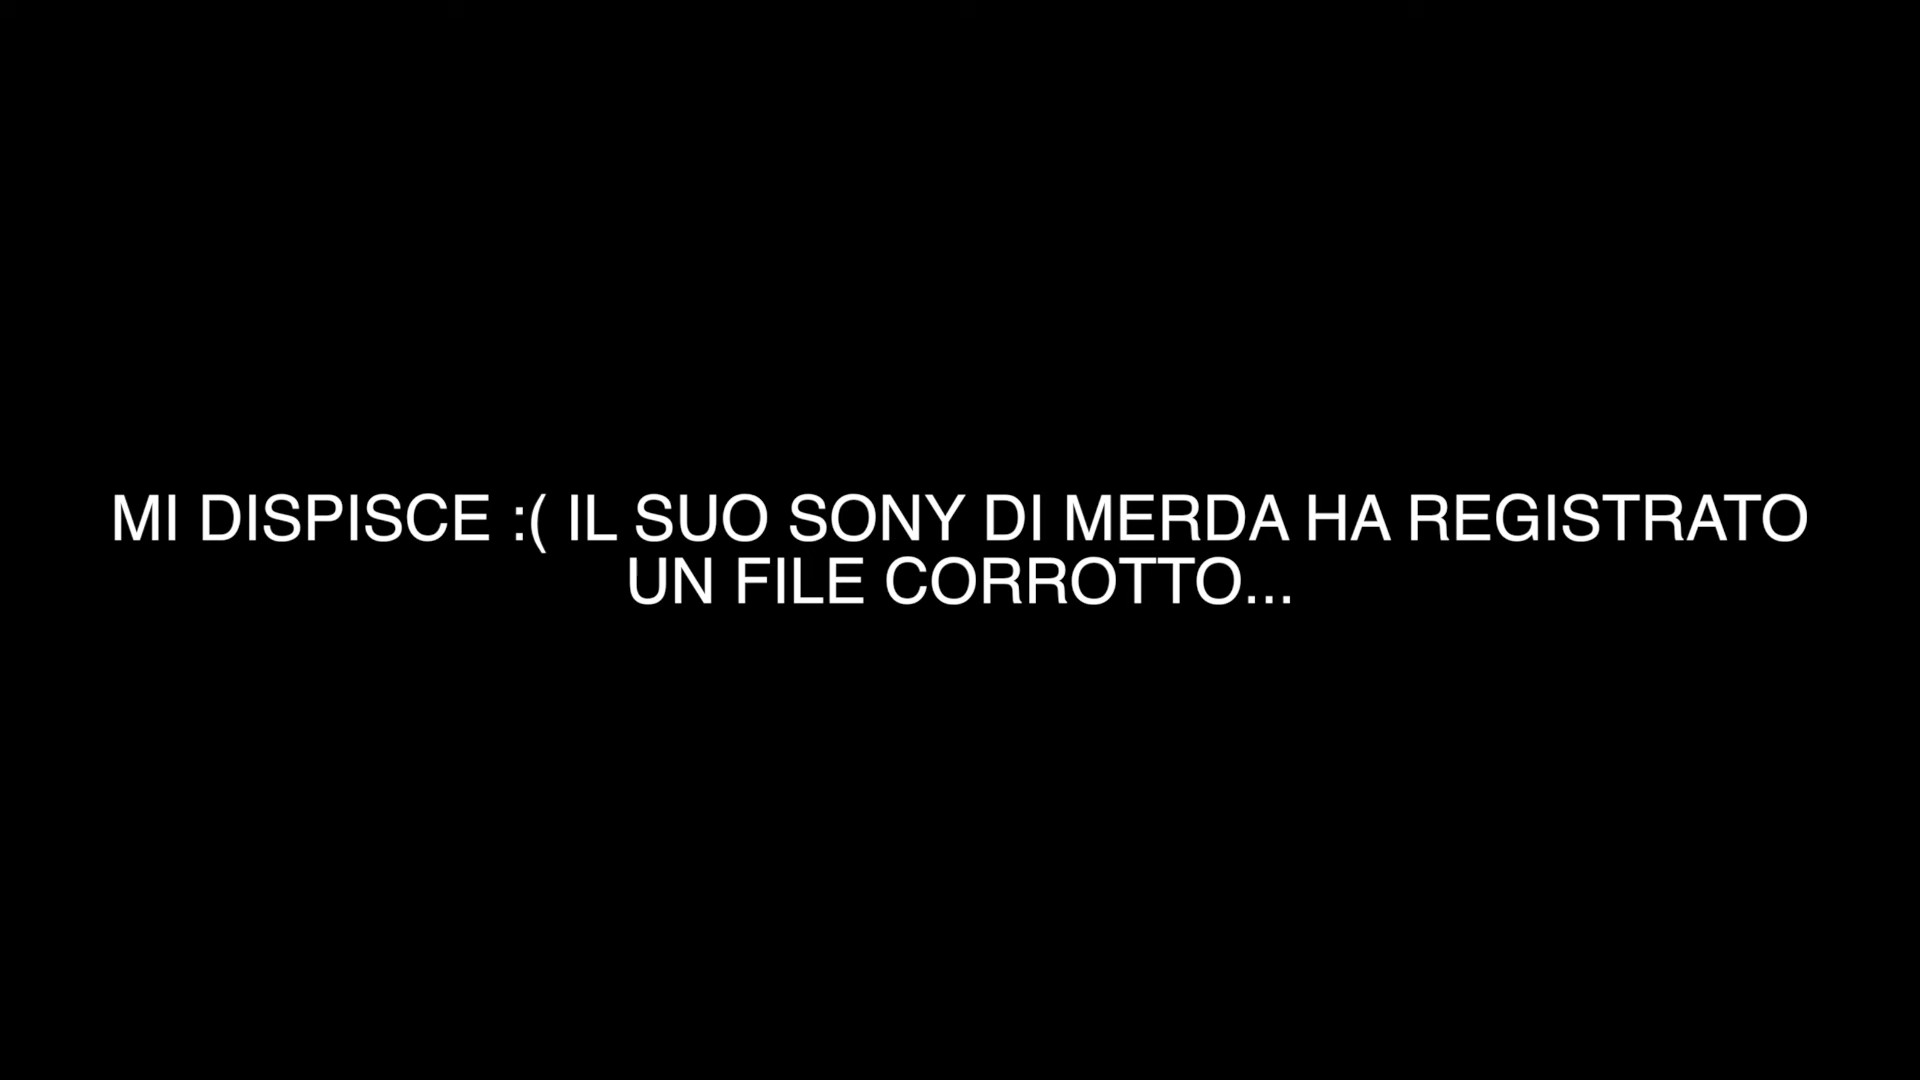 MI DISPISCE :( IL SUO SONY DI MERDA HA REGISTRATO
UN FILE CORROTTO...